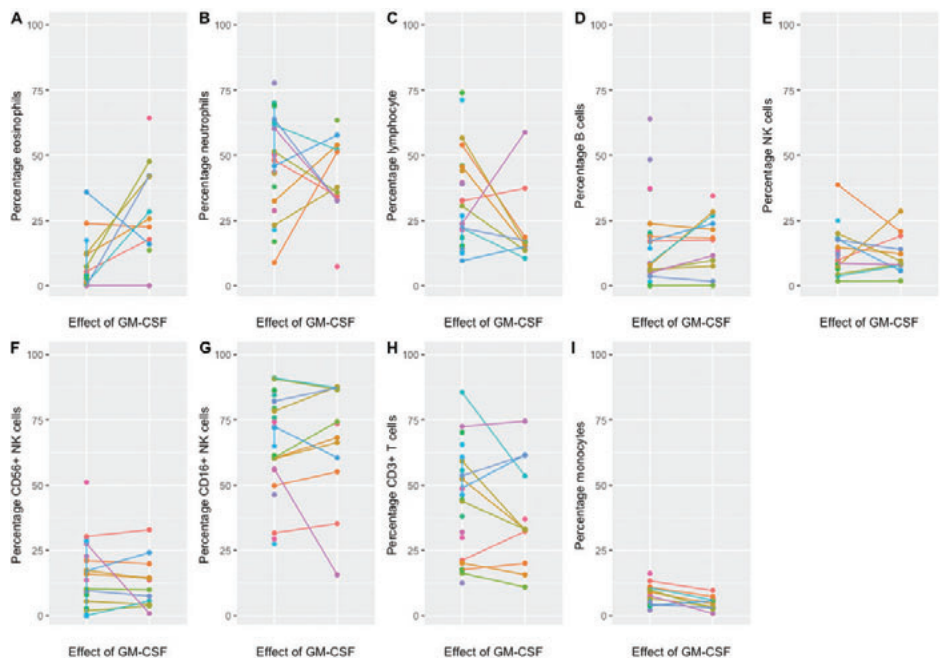 A
B
C
D
E
100
75
50
25
0
Percentage eosinophils
Effect of GM-CSF
100
75
50
25
0
Percentage neutrophils
Effect of GM-CSF
100
75
50
25
0
Percentage lymphocyte
Effect of GM-CSF
100
75
50
25
0
Percentage B cells
Effect of GM-CSF
100
75
50
25
0
Percentage NK cells
Effect of GM-CSF
F
G
H
I
100
75
50
25
0
Percentage CD56+ NK cells
Effect of GM-CSF
100
75
50
25
0
Percentage CD16+ NK cells
Effect of GM-CSF
100
75
50
25
0
Percentage CD3+ T cells
Effect of GM-CSF
100
75
50
25
0
Percentage monocytes
Effect of GM-CSF